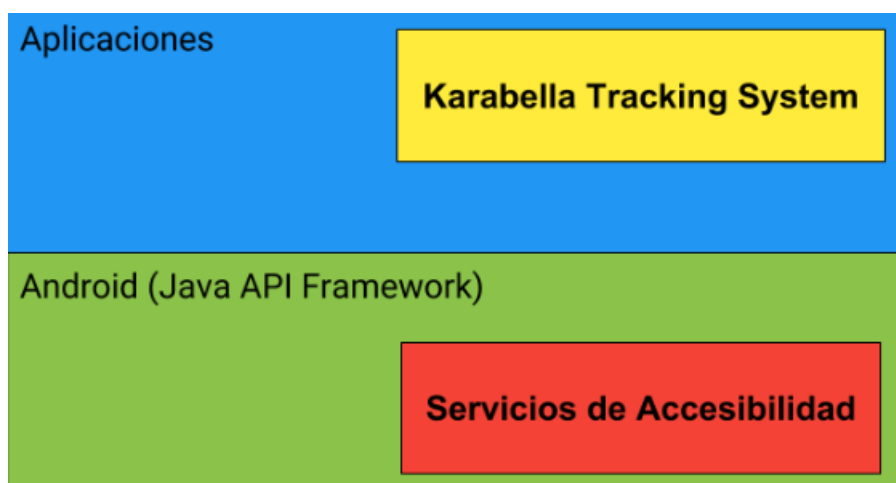 Aplicaciones
Karabella Tracking System
Android (Java API Framework)
Servicios de Accesibilidad